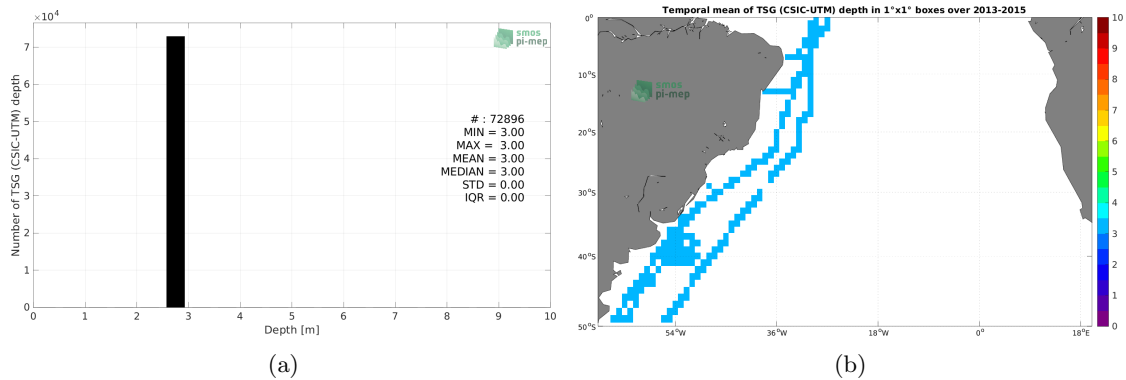 ×10⁴
7
6
5
4
3
2
1
0
Number of TSG (CSIC-UTM) depth
smos
pi-mep
# : 72896
MIN = 3.00
MAX = 3.00
MEAN = 3.00
MEDIAN = 3.00
STD = 0.00
IQR = 0.00
0 1 2 3 4 5 6 7 8 9 10
Depth [m]
(a)
Temporal mean of TSG (CSIC-UTM) depth in 1°x1° boxes over 2013-2015
0°
10°S
20°S
30°S
40°S
50°S
smos
pi-mep
54°W 36°W 18°W 0° 18°E
10
9
8
7
6
5
4
3
2
1
0
(b)